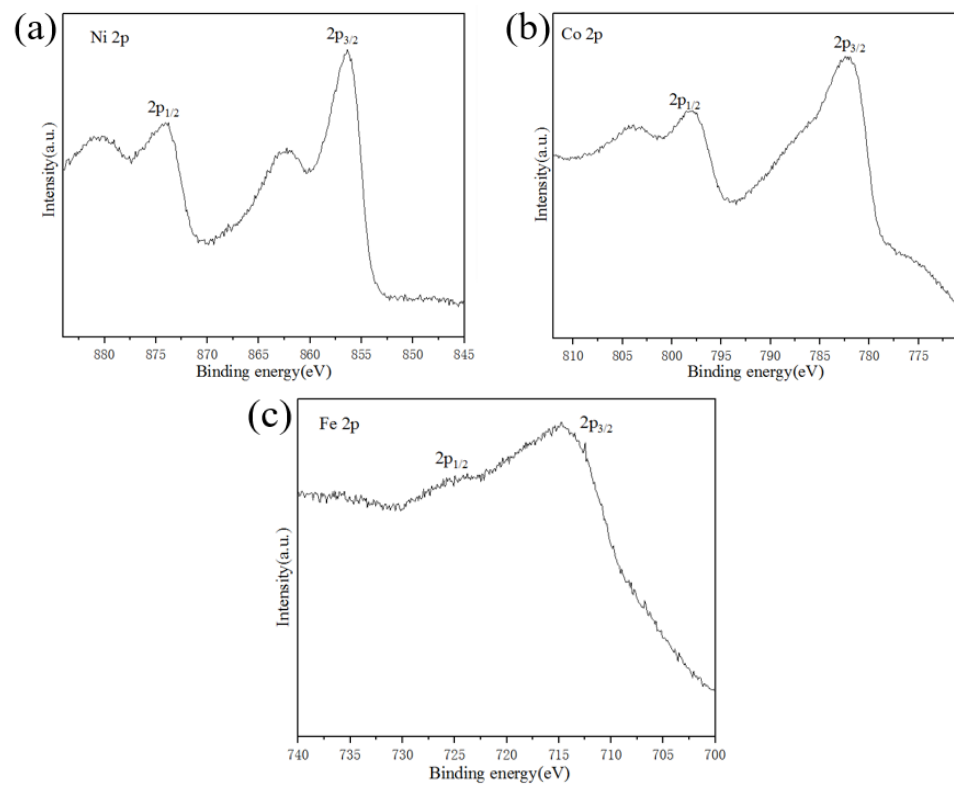 (a)
Ni 2p
2p3/2
2p1/2
Intensity(a.u.)
880 875 870 865 860 855 850 845
Binding energy(eV)
(b)
Co 2p
2p3/2
2p1/2
Intensity(a.u.)
810 805 800 795 790 785 780 775
Binding energy(eV)
(c)
Fe 2p
2p3/2
2p1/2
Intensity(a.u.)
740 735 730 725 720 715 710 705 700
Binding energy(eV)